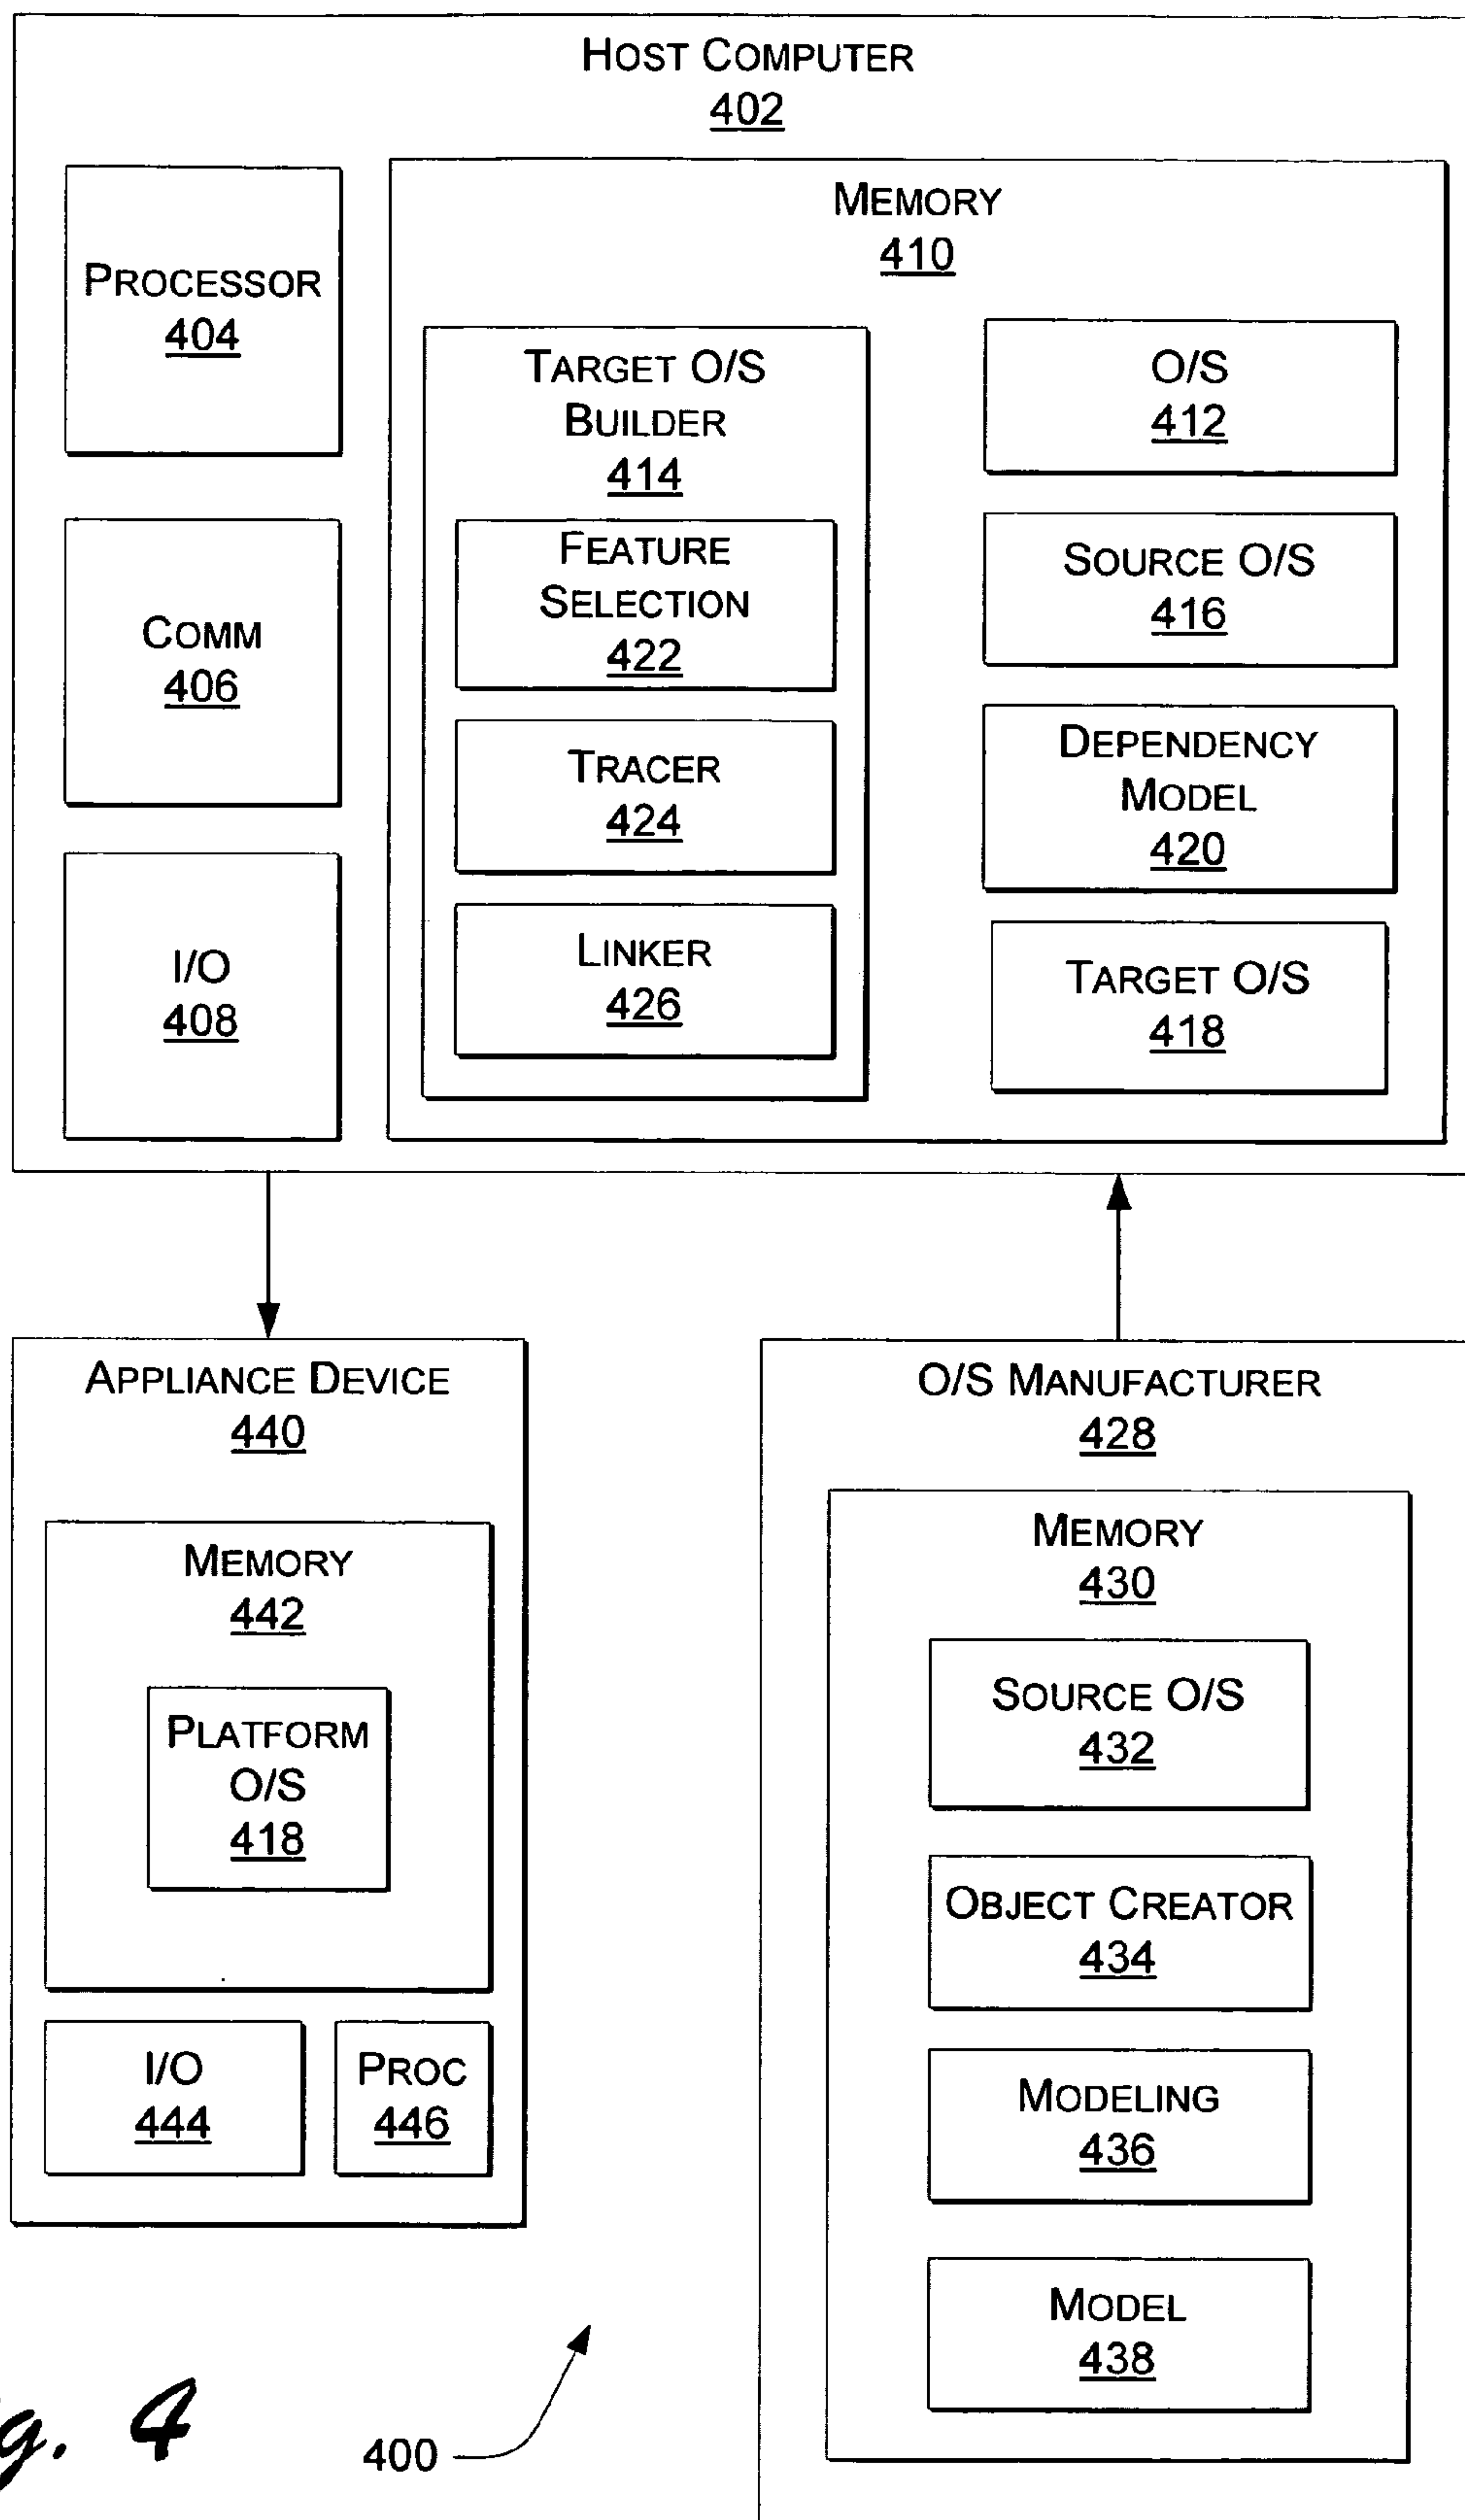 HOST COMPUTER
402
PROCESSOR
404
COMM
406
I/O
408
MEMORY
410
TARGET O/S
BUILDER
414
FEATURE
SELECTION
422
TRACER
424
LINKER
426
O/S
412
SOURCE O/S
416
DEPENDENCY
MODEL
420
TARGET O/S
418
APPLIANCE DEVICE
440
MEMORY
442
PLATFORM
O/S
418
I/O
444
PROC
446
O/S MANUFACTURER
428
MEMORY
430
SOURCE O/S
432
OBJECT CREATOR
434
MODELING
436
MODEL
438
g. 4
400